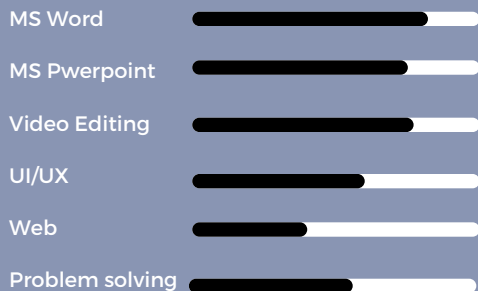 MS Word
MS Pwerpoint
Video Editing
UI/UX
Web
Problem solving